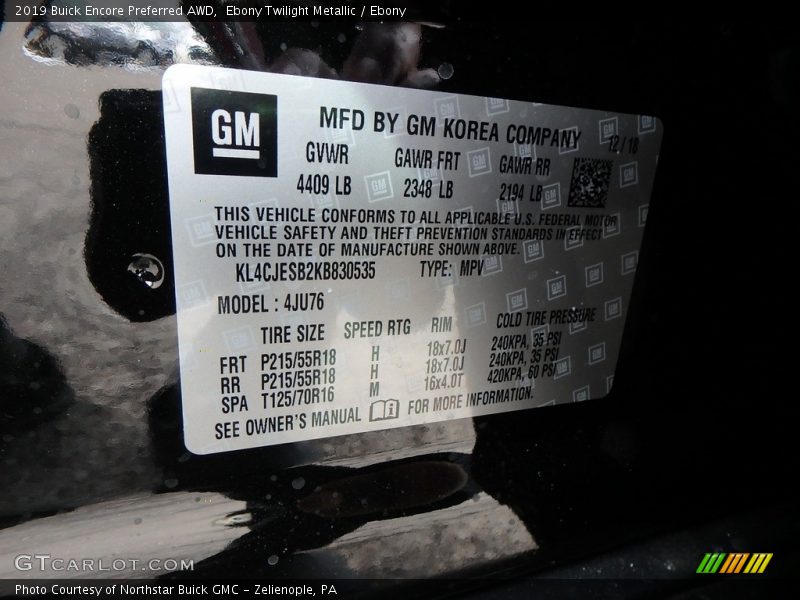 2019 Buick Encore Preferred AWD, Ebony Twilight Metallic / Ebony
GM
MFD BY GM KOREA COMPANY
12/18
GVWR GAWR FRT GAWR RR
4409 LB 2348 LB 2194 LB
THIS VEHICLE CONFORMS TO ALL APPLICABLE U.S. FEDERAL MOTOR
VEHICLE SAFETY AND THEFT PREVENTION STANDARDS IN EFFECT
ON THE DATE OF MANUFACTURE SHOWN ABOVE.
KL4CJESB2KB830535 TYPE: MPV
MODEL : 4JU76
TIRE SIZE SPEED RTG RIM COLD TIRE PRESSURE
FRT P215/55R18 H 18x7.0J 240KPA, 35 PSI
RR P215/55R18 H 18x7.0J 240KPA, 35 PSI
SPA T125/70R16 M 16x4.0T 420KPA, 60 PSI
SEE OWNER'S MANUAL FOR MORE INFORMATION.
GTCARLOT.COM
Photo Courtesy of Northstar Buick GMC - Zelienople, PA